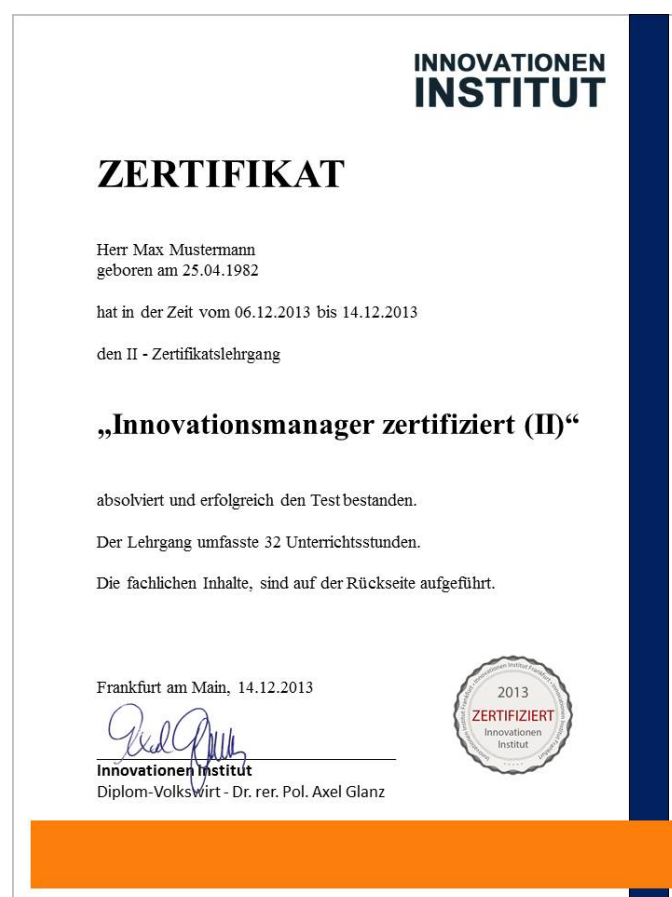 INNOVATIONEN
INSTITUT
ZERTIFIKAT
Herr Max Mustermann
geboren am 25.04.1982
hat in der Zeit vom 06.12.2013 bis 14.12.2013
den II - Zertifikatslehrgang
„Innovationsmanager zertifiziert (II)“
absolviert und erfolgreich den Test bestanden.
Der Lehrgang umfasste 32 Unterrichtsstunden.
Die fachlichen Inhalte, sind auf der Rückseite aufgeführt.
Frankfurt am Main, 14.12.2013
Innovationen Institut
Diplom-Volkswirt - Dr. rer. Pol. Axel Glanz
2013
ZERTIFIZIERT
Innovationen
Institut